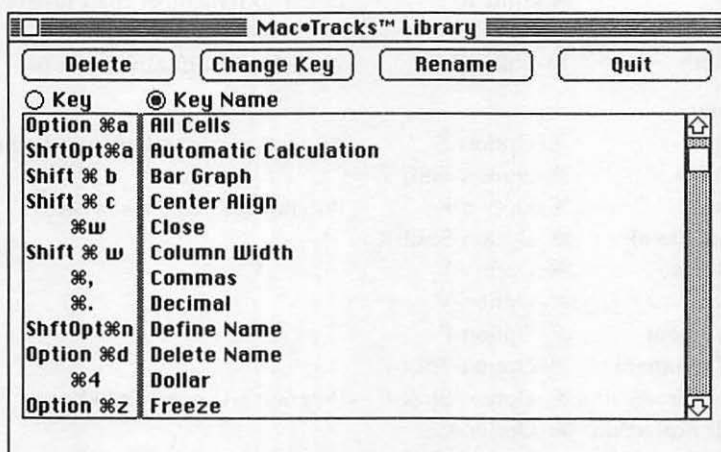 Mac•Tracks™ Library
Delete Change Key Rename Quit
Key Key Name
Option ⌘a All Cells
ShftOpt⌘a Automatic Calculation
Shift ⌘ b Bar Graph
Shift ⌘ c Center Align
⌘w Close
Shift ⌘ w Column Width
⌘, Commas
⌘. Decimal
ShftOpt⌘n Define Name
Option ⌘d Delete Name
⌘4 Dollar
Option ⌘z Freeze